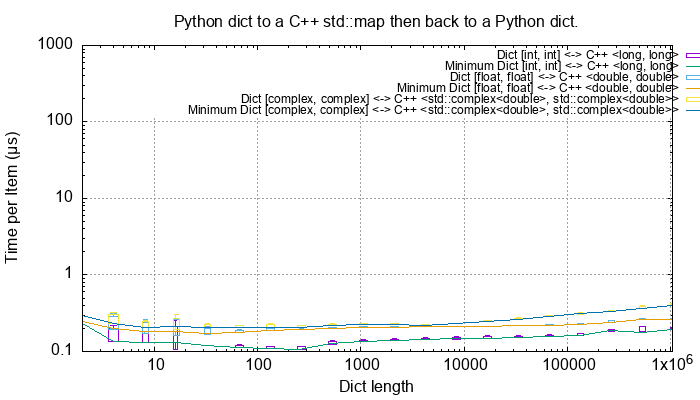 Python dict to a C++ std::map then back to a Python dict.
1000
100
10
1
0.1
Time per Item (µs)
Dict [int, int] <-> C++ <long, long>
Minimum Dict [int, int] <-> C++ <long, long>
Dict [float, float] <-> C++ <double, double>
Minimum Dict [float, float] <-> C++ <double, double>
Dict [complex, complex] <-> C++ <std::complex<double>, std::complex<double>>
Minimum Dict [complex, complex] <-> C++ <std::complex<double>, std::complex<double>>
10 100 1000 10000 100000 1x10⁶
Dict length